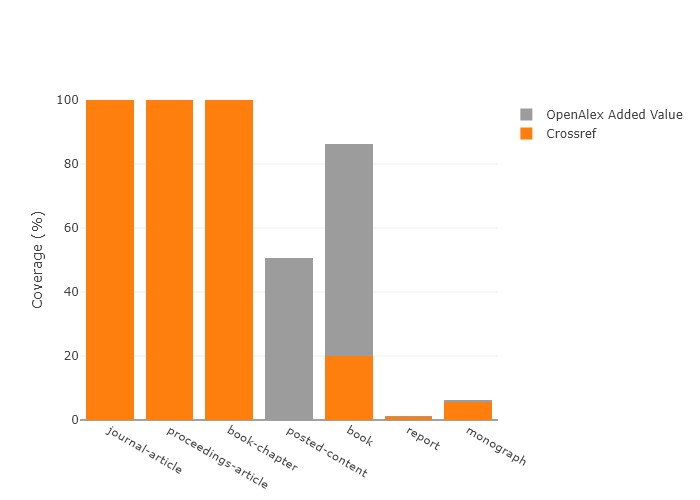 OpenAlex Added Value
Crossref
100
80
60
40
20
0
Coverage (%)
journal-article
proceedings-article
book-chapter
posted-content
book
report
monograph